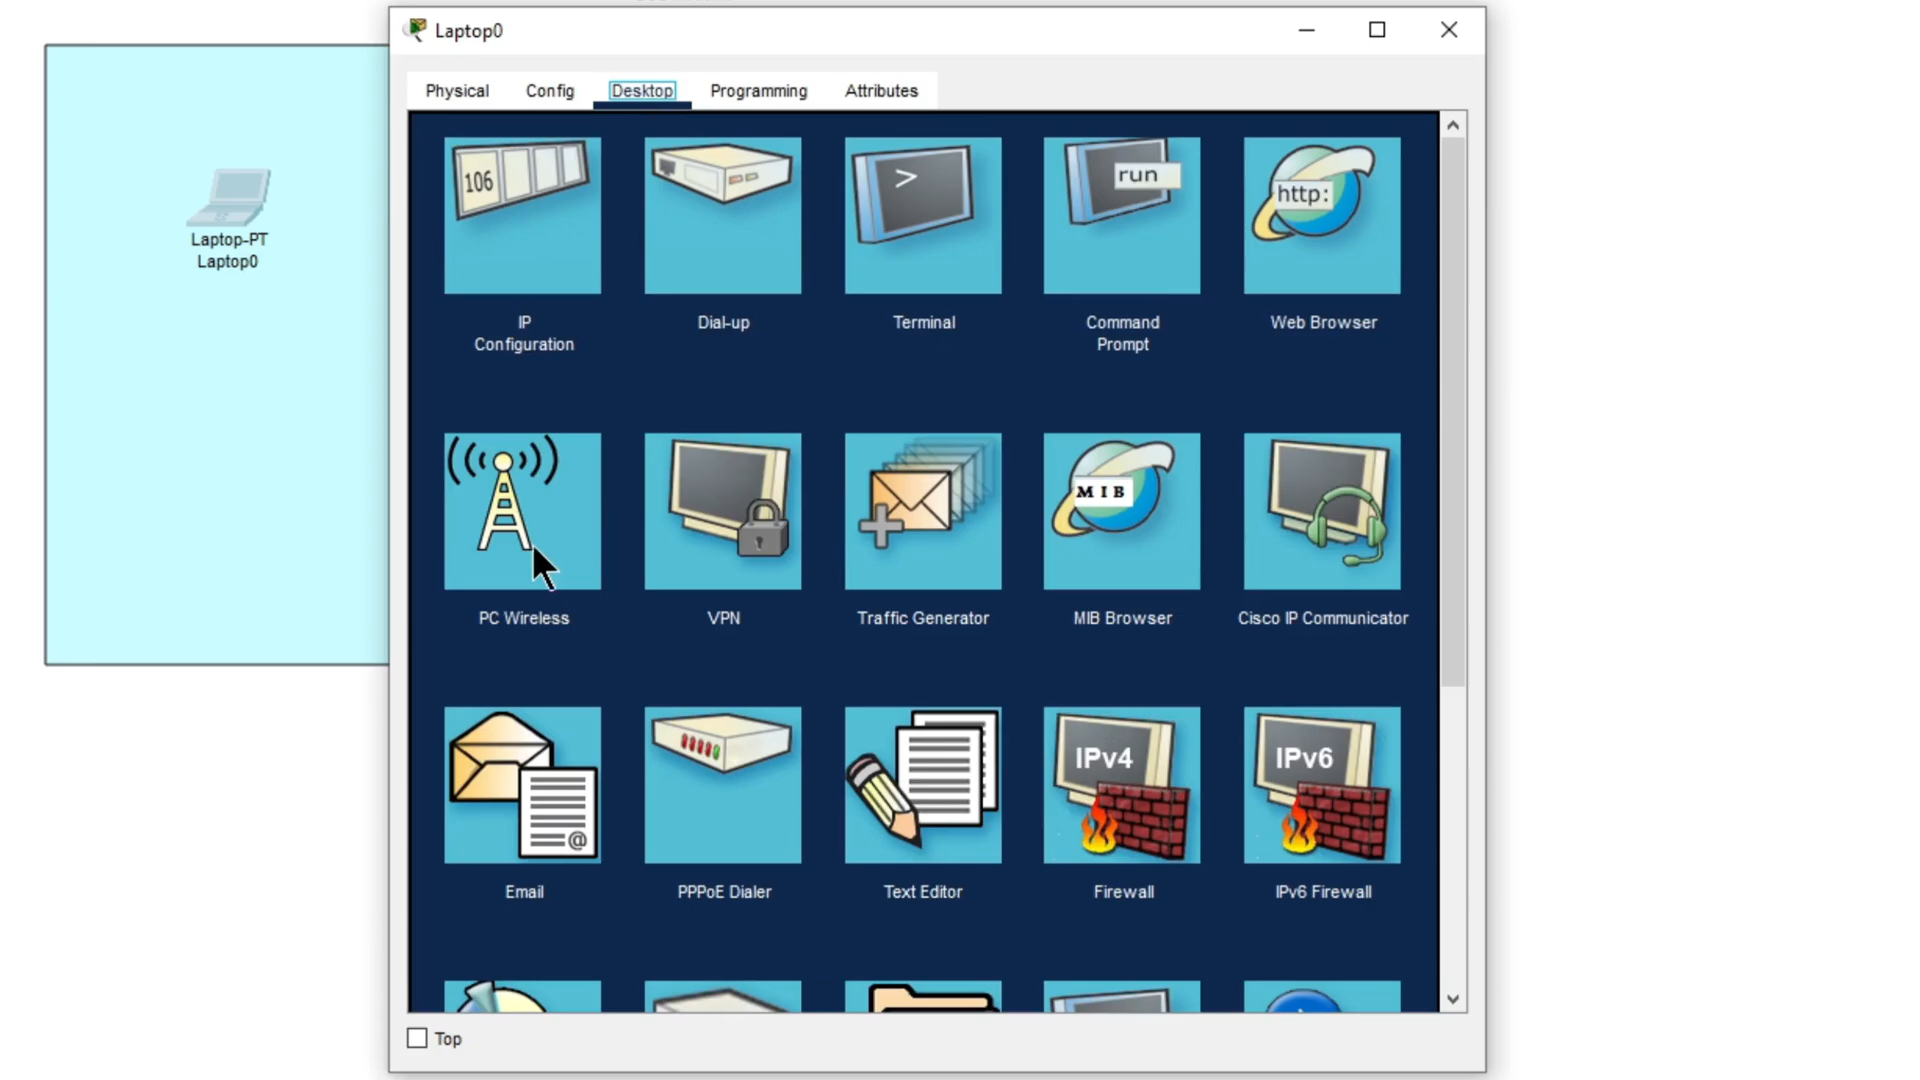 Laptop0
Physical
Config
Desktop
Programming
Attributes
Laptop-PT
Laptop0
106
>
run
http:
IP
Configuration
Dial-up
Terminal
Command
Prompt
Web Browser
MIB
PC Wireless
VPN
Traffic Generator
MIB Browser
Cisco IP Communicator
@
IPv4
IPv6
Email
PPPoE Dialer
Text Editor
Firewall
IPv6 Firewall
Top